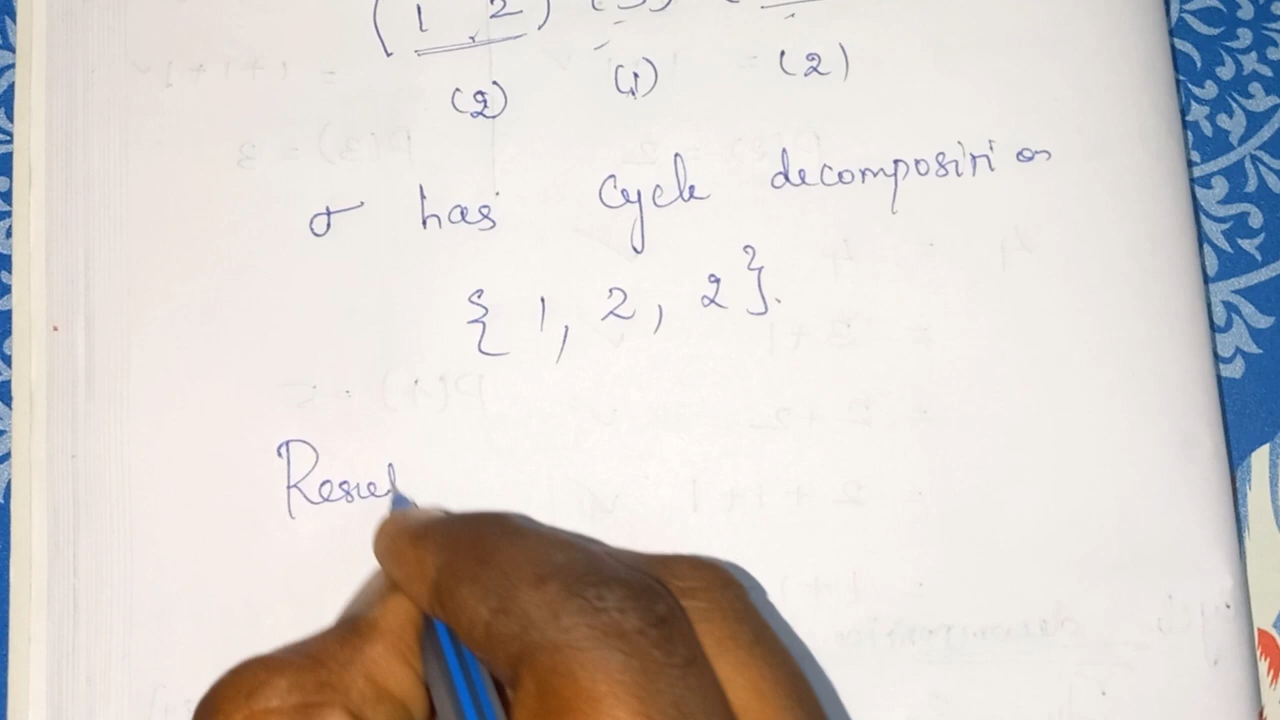 (1 2) (3) (
(2) (1) (2)
σ has Cycle decomposition
{ 1, 2, 2 }.
Resul